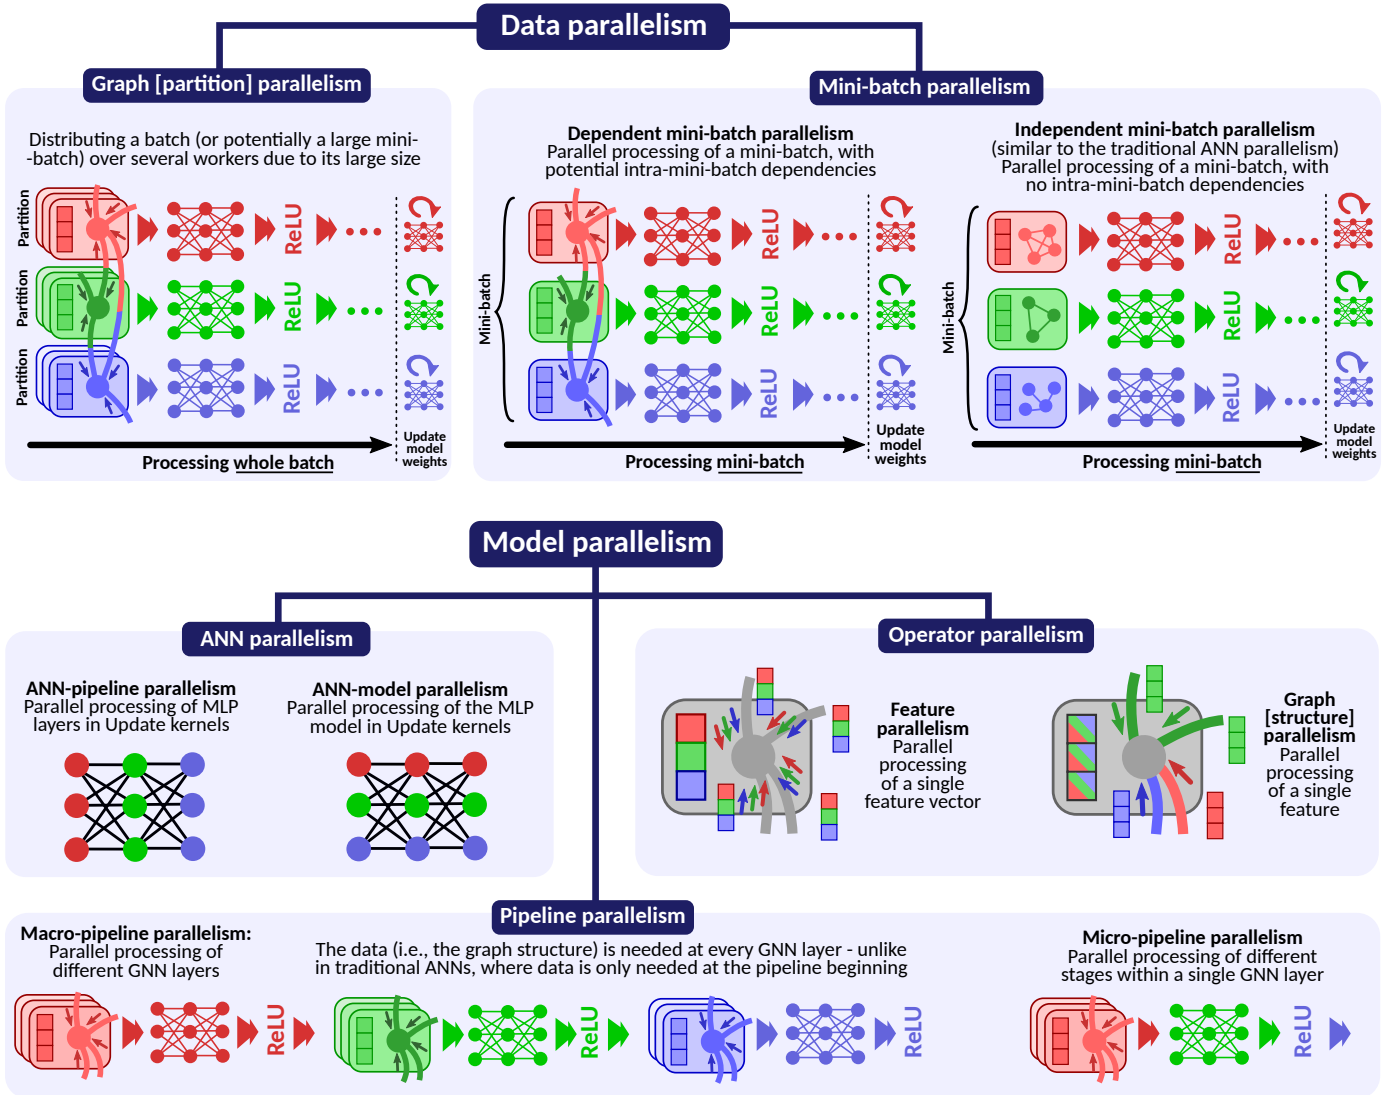 Data parallelism
Graph [partition] parallelism
Distributing a batch (or potentially a large mini-
-batch) over several workers due to its large size
Partition
ReLU
Partition
ReLU
Partition
ReLU
Processing whole batch
Update
model
weights
Mini-batch parallelism
Dependent mini-batch parallelism
Parallel processing of a mini-batch, with
potential intra-mini-batch dependencies
Mini-batch
ReLU
ReLU
ReLU
Processing mini-batch
Update
model
weights
Independent mini-batch parallelism
(similar to the traditional ANN parallelism)
Parallel processing of a mini-batch, with
no intra-mini-batch dependencies
Mini-batch
ReLU
ReLU
ReLU
Processing mini-batch
Update
model
weights
Model parallelism
ANN parallelism
ANN-pipeline parallelism
Parallel processing of MLP
layers in Update kernels
ANN-model parallelism
Parallel processing of the MLP
model in Update kernels
Operator parallelism
Feature
parallelism
Parallel
processing
of a single
feature vector
Graph
[structure]
parallelism
Parallel
processing
of a single
feature
Pipeline parallelism
Macro-pipeline parallelism:
Parallel processing of
different GNN layers
The data (i.e., the graph structure) is needed at every GNN layer - unlike
in traditional ANNs, where data is only needed at the pipeline beginning
Micro-pipeline parallelism
Parallel processing of different
stages within a single GNN layer
ReLU
ReLU
ReLU
ReLU